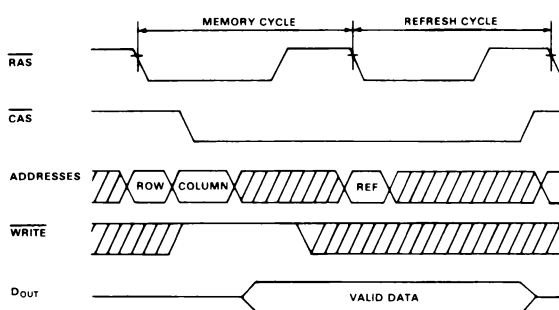 MEMORY CYCLE
REFRESH CYCLE
RAS
CAS
ADDRESSES
ROW
COLUMN
REF
WRITE
DOUT
VALID DATA